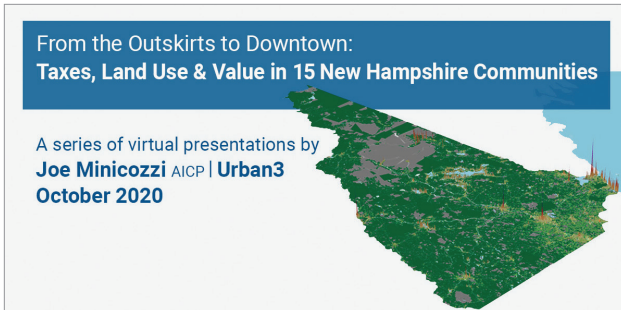 From the Outskirts to Downtown:
Taxes, Land Use & Value in 15 New Hampshire Communities
A series of virtual presentations by
Joe Minicozzi AICP | Urban3
October 2020